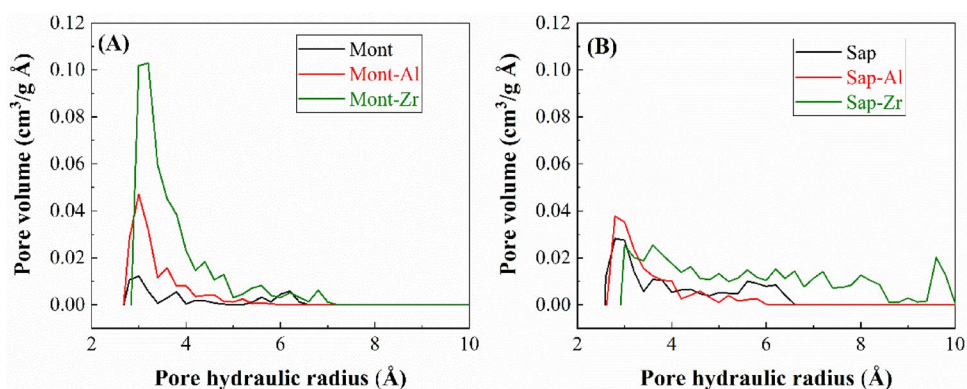 (A)
Pore volume (cm³/g Å)
0.12
0.10
0.08
0.06
0.04
0.02
0.00
Mont
Mont-Al
Mont-Zr
2
4
6
8
10
Pore hydraulic radius (Å)
(B)
Pore volume (cm³/g Å)
0.12
0.10
0.08
0.06
0.04
0.02
0.00
Sap
Sap-Al
Sap-Zr
2
4
6
8
10
Pore hydraulic radius (Å)